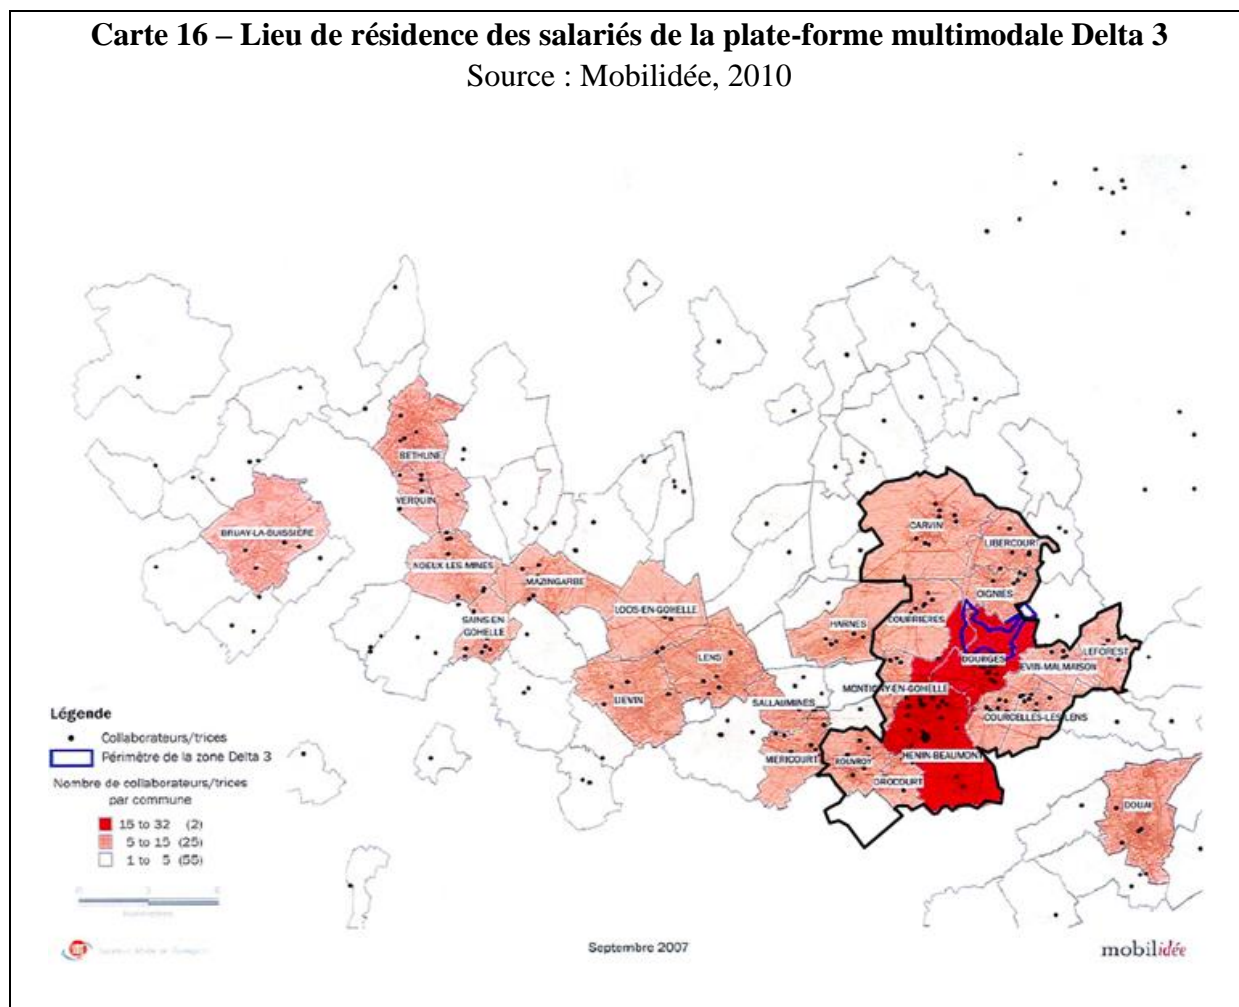 Carte 16 – Lieu de résidence des salariés de la plate-forme multimodale Delta 3
Source : Mobilidée, 2010
BETHUNE
VERQUIN
BRUAY-LA-BUISSIERE
NOEUX-LES-MINES
MAZINGARBE
SAINS-EN
GOHELLE
LOOS-EN-GOHELLE
LENS
LIEVIN
SALLAUMINES
MERICOURT
HARNES
CARVIN
LIBERCOURT
OIGNIES
COURRIERES
DOURGES
EVIN-MALMAISON
LEFOREST
MONTIGNY-EN-GOHELLE
COURCELLES-LES-LENS
HENIN-BEAUMONT
ROUVROY
DROCOURT
DOUAI
Légende
Collaborateurs/trices
Périmètre de la zone Delta 3
Nombre de collaborateurs/trices
par commune
15 to 32 (2)
5 to 15 (25)
1 to 5 (55)
Septembre 2007
mobilidée